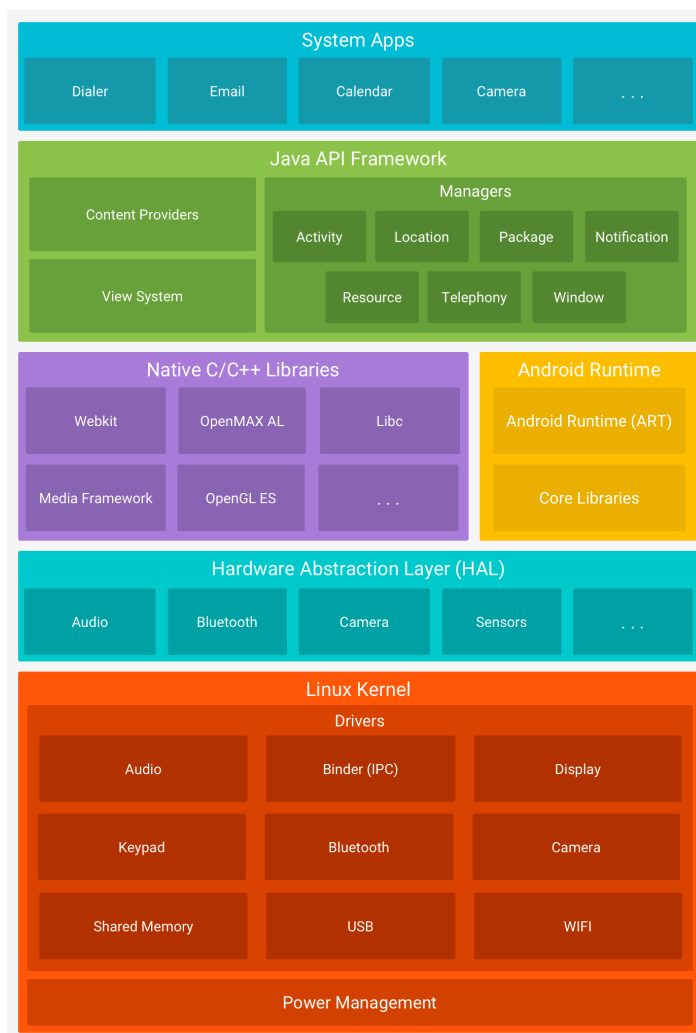 System Apps
Dialer
Email
Calendar
Camera
. . .
Java API Framework
Content Providers
View System
Managers
Activity
Location
Package
Notification
Resource
Telephony
Window
Native C/C++ Libraries
Webkit
OpenMAX AL
Libc
Media Framework
OpenGL ES
. . .
Android Runtime
Android Runtime (ART)
Core Libraries
Hardware Abstraction Layer (HAL)
Audio
Bluetooth
Camera
Sensors
. . .
Linux Kernel
Drivers
Audio
Binder (IPC)
Display
Keypad
Bluetooth
Camera
Shared Memory
USB
WIFI
Power Management